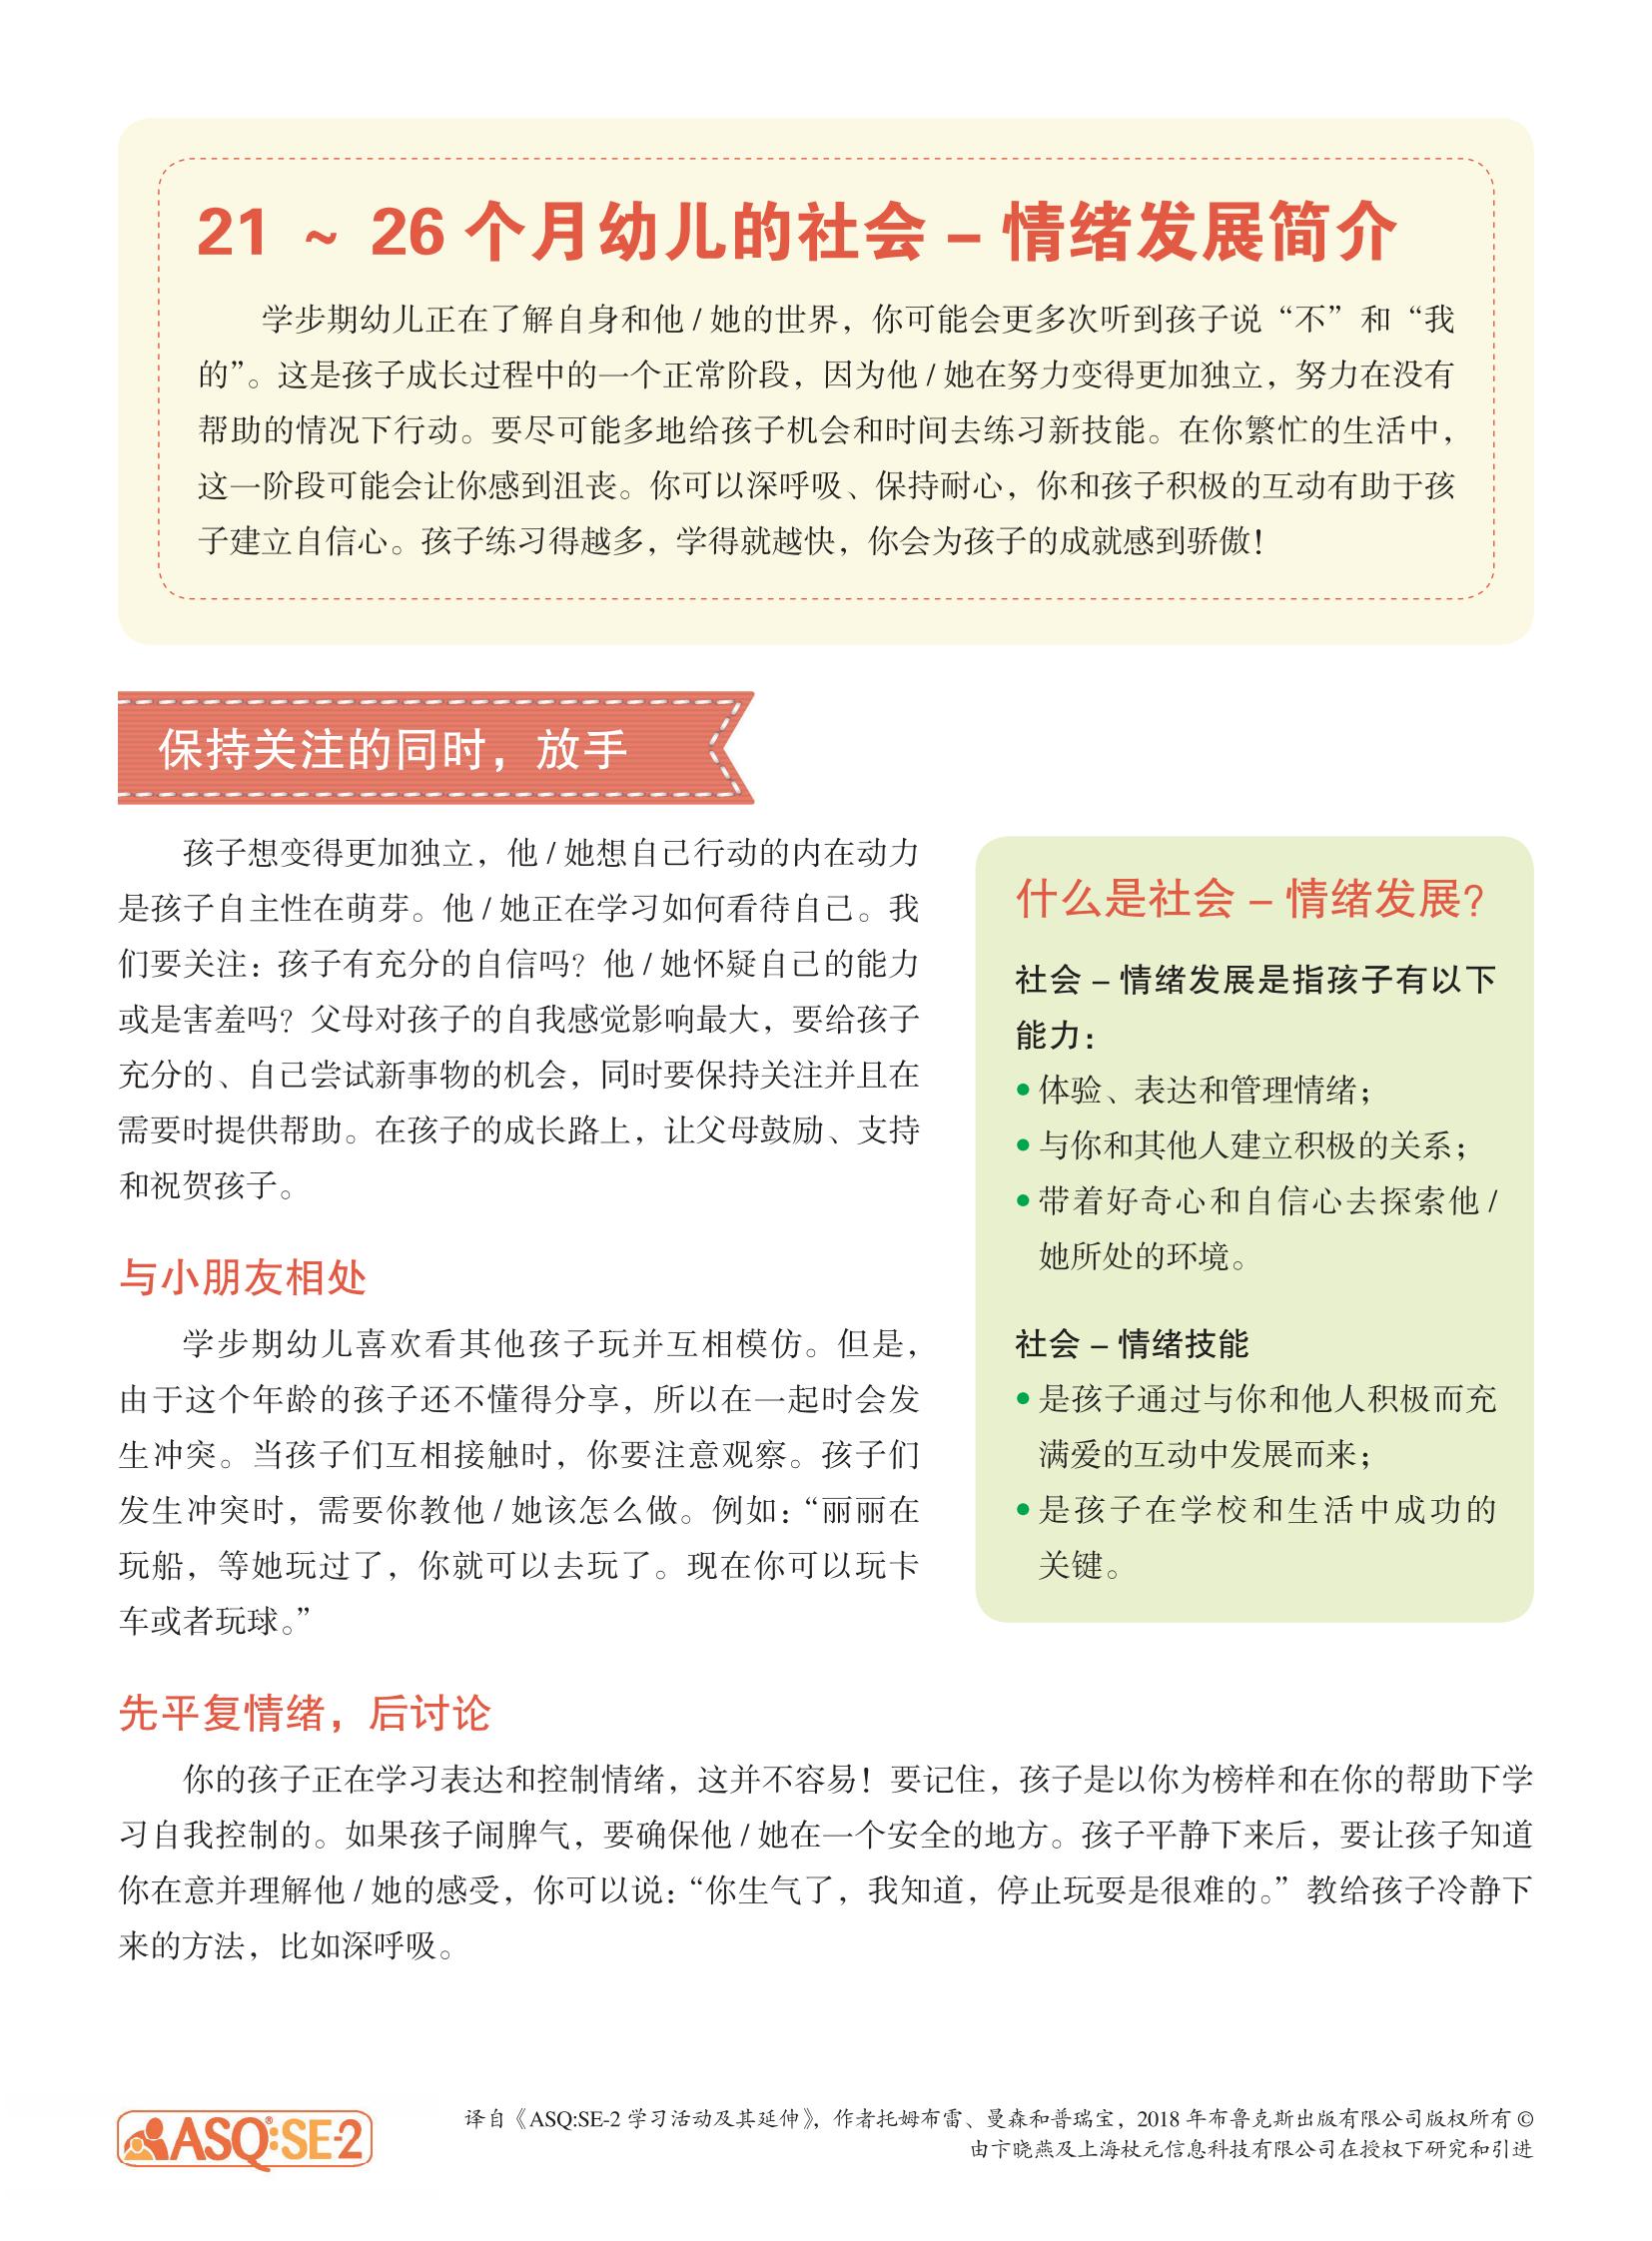 21 ~ 26 个月幼儿的社会 – 情绪发展简介
学步期幼儿正在了解自身和他 / 她的世界，你可能会更多次听到孩子说“不”和“我
的”。这是孩子成长过程中的一个正常阶段，因为他 / 她在努力变得更加独立，努力在没有
帮助的情况下行动。要尽可能多地给孩子机会和时间去练习新技能。在你繁忙的生活中，
这一阶段可能会让你感到沮丧。你可以深呼吸、保持耐心，你和孩子积极的互动有助于孩
子建立自信心。孩子练习得越多，学得就越快，你会为孩子的成就感到骄傲！
保持关注的同时，放手
孩子想变得更加独立，他 / 她想自己行动的内在动力
是孩子自主性在萌芽。他 / 她正在学习如何看待自己。我
们要关注：孩子有充分的自信吗？他 / 她怀疑自己的能力
或是害羞吗？父母对孩子的自我感觉影响最大，要给孩子
充分的、自己尝试新事物的机会，同时要保持关注并且在
需要时提供帮助。在孩子的成长路上，让父母鼓励、支持
和祝贺孩子。
与小朋友相处
学步期幼儿喜欢看其他孩子玩并互相模仿。但是，
由于这个年龄的孩子还不懂得分享，所以在一起时会发
生冲突。当孩子们互相接触时，你要注意观察。孩子们
发生冲突时，需要你教他 / 她该怎么做。例如：“丽丽在
玩船，等她玩过了，你就可以去玩了。现在你可以玩卡
车或者玩球。”
什么是社会 – 情绪发展？
社会 – 情绪发展是指孩子有以下
能力：
• 体验、表达和管理情绪；
• 与你和其他人建立积极的关系；
• 带着好奇心和自信心去探索他 /
她所处的环境。
社会 – 情绪技能
• 是孩子通过与你和他人积极而充
满爱的互动中发展而来；
• 是孩子在学校和生活中成功的
关键。
先平复情绪，后讨论
你的孩子正在学习表达和控制情绪，这并不容易！要记住，孩子是以你为榜样和在你的帮助下学
习自我控制的。如果孩子闹脾气，要确保他 / 她在一个安全的地方。孩子平静下来后，要让孩子知道
你在意并理解他 / 她的感受，你可以说：“你生气了，我知道，停止玩耍是很难的。”教给孩子冷静下
来的方法，比如深呼吸。
ASQ®:SE-2
译自《ASQ:SE-2 学习活动及其延伸》，作者托姆布雷、曼森和普瑞宝，2018 年布鲁克斯出版有限公司版权所有 ©
由卞晓燕及上海杖元信息科技有限公司在授权下研究和引进